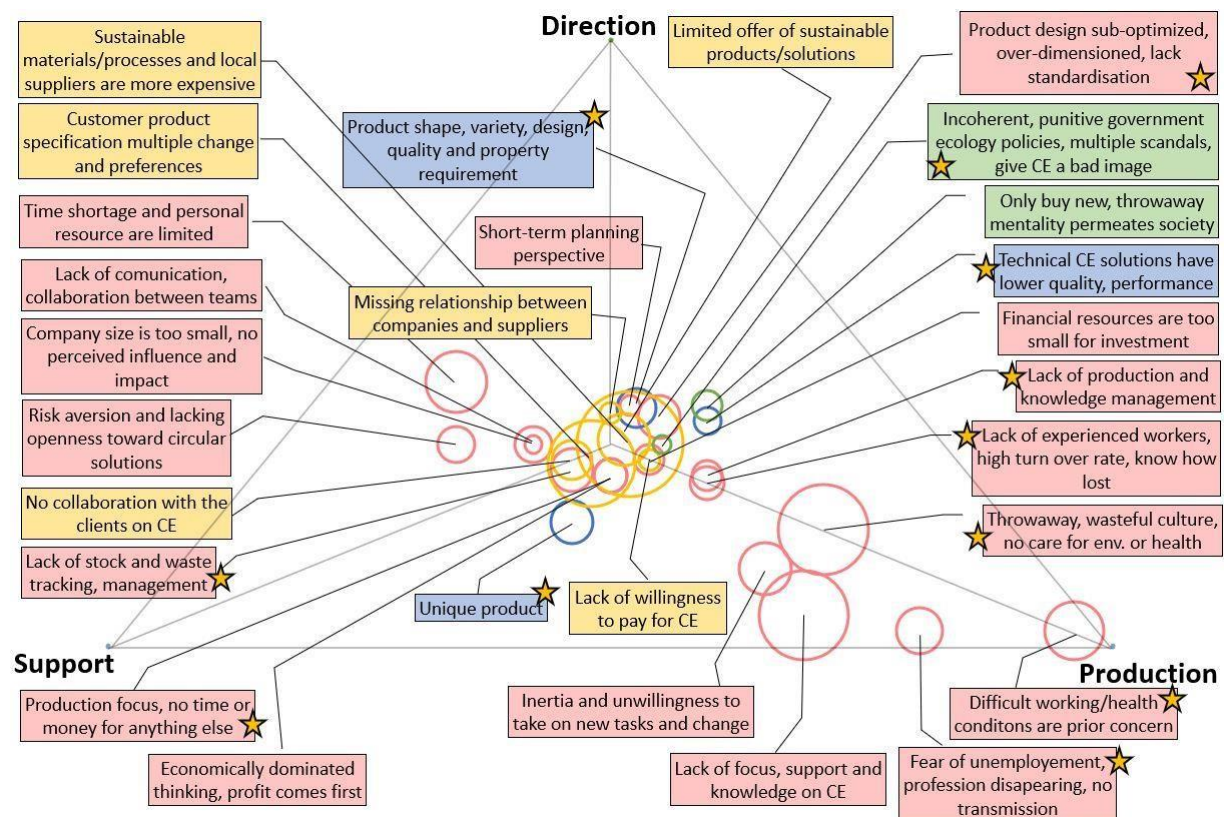 Direction
Sustainable
materials/processes and local
suppliers are more expensive
Limited offer of sustainable
products/solutions
Product design sub-optimized,
over-dimensioned, lack
standardisation
Customer product
specification multiple change
and preferences
Product shape, variety, design,
quality and property
requirement
Incoherent, punitive government
ecology policies, multiple scandals,
give CE a bad image
Time shortage and personal
resource are limited
Short-term planning
perspective
Only buy new, throwaway
mentality permeates society
Lack of comunication,
collaboration between teams
Missing relationship between
companies and suppliers
Technical CE solutions have
lower quality, performance
Company size is too small, no
perceived influence and
impact
Financial resources are too
small for investment
Lack of production and
knowledge management
Risk aversion and lacking
openness toward circular
solutions
Lack of experienced workers,
high turn over rate, know how
lost
No collaboration with the
clients on CE
Throwaway, wasteful culture,
no care for env. or health
Lack of stock and waste
tracking, management
Unique product
Lack of willingness
to pay for CE
Support
Production
Production focus, no time or
money for anything else
Inertia and unwillingness to
take on new tasks and change
Difficult working/health
conditons are prior concern
Economically dominated
thinking, profit comes first
Lack of focus, support and
knowledge on CE
Fear of unemployement,
profession disapearing, no
transmission